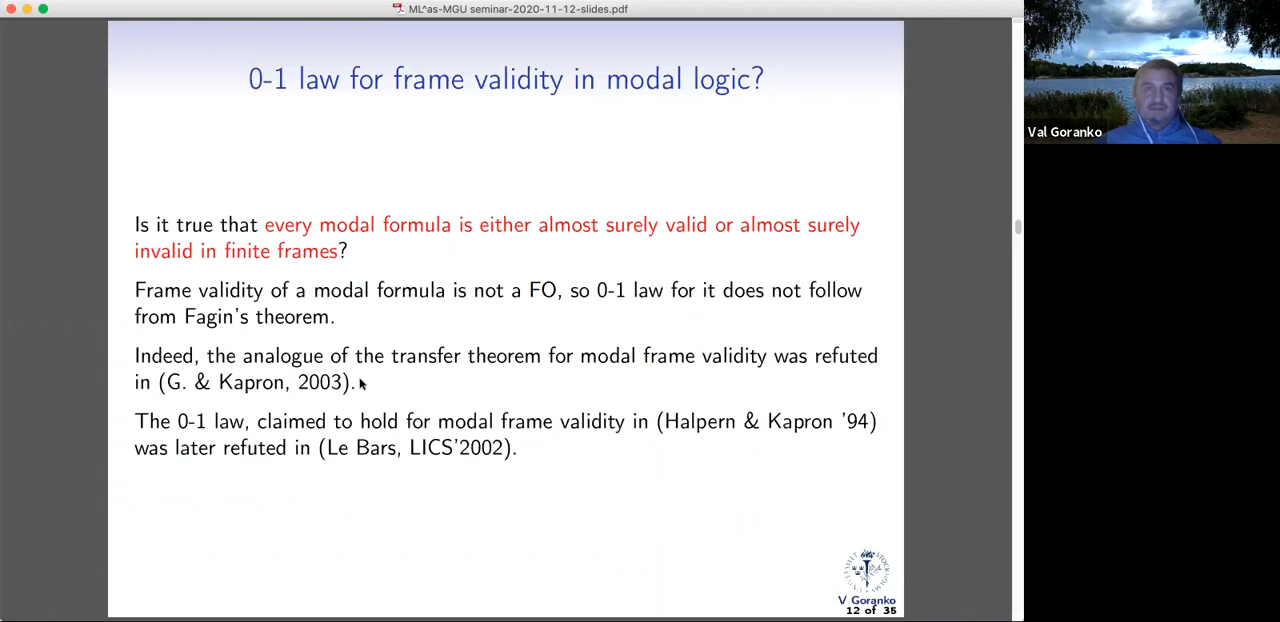 ML^as-MGU seminar-2020-11-12-slides.pdf
0-1 law for frame validity in modal logic?
Val Goranko
Is it true that every modal formula is either almost surely valid or almost surely
invalid in finite frames?
Frame validity of a modal formula is not a FO, so 0-1 law for it does not follow
from Fagin's theorem.
Indeed, the analogue of the transfer theorem for modal frame validity was refuted
in (G. & Kapron, 2003).
The 0-1 law, claimed to hold for modal frame validity in (Halpern & Kapron '94)
was later refuted in (Le Bars, LICS'2002).
V Goranko
12 of 35